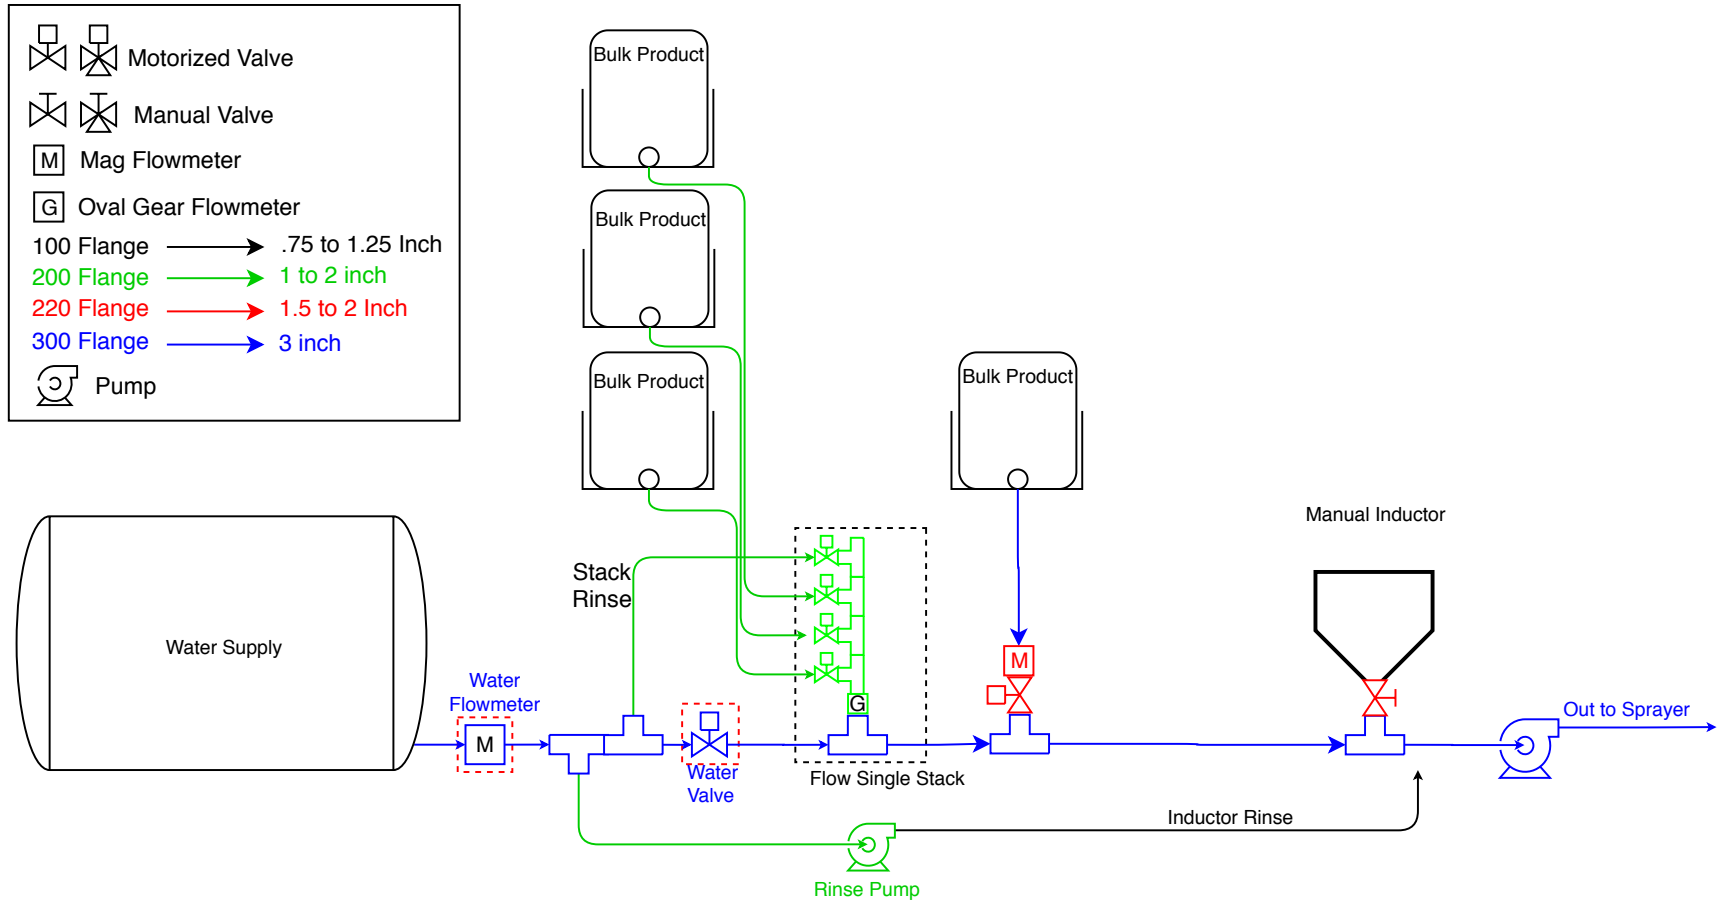 Motorized Valve
Manual Valve
M Mag Flowmeter
G Oval Gear Flowmeter
100 Flange .75 to 1.25 Inch
200 Flange 1 to 2 inch
220 Flange 1.5 to 2 Inch
300 Flange 3 inch
Pump
Bulk Product
Bulk Product
Bulk Product
Bulk Product
Water Supply
Water
Flowmeter
M
Stack
Rinse
Water
Valve
G
Flow Single Stack
M
Manual Inductor
Out to Sprayer
Inductor Rinse
Rinse Pump